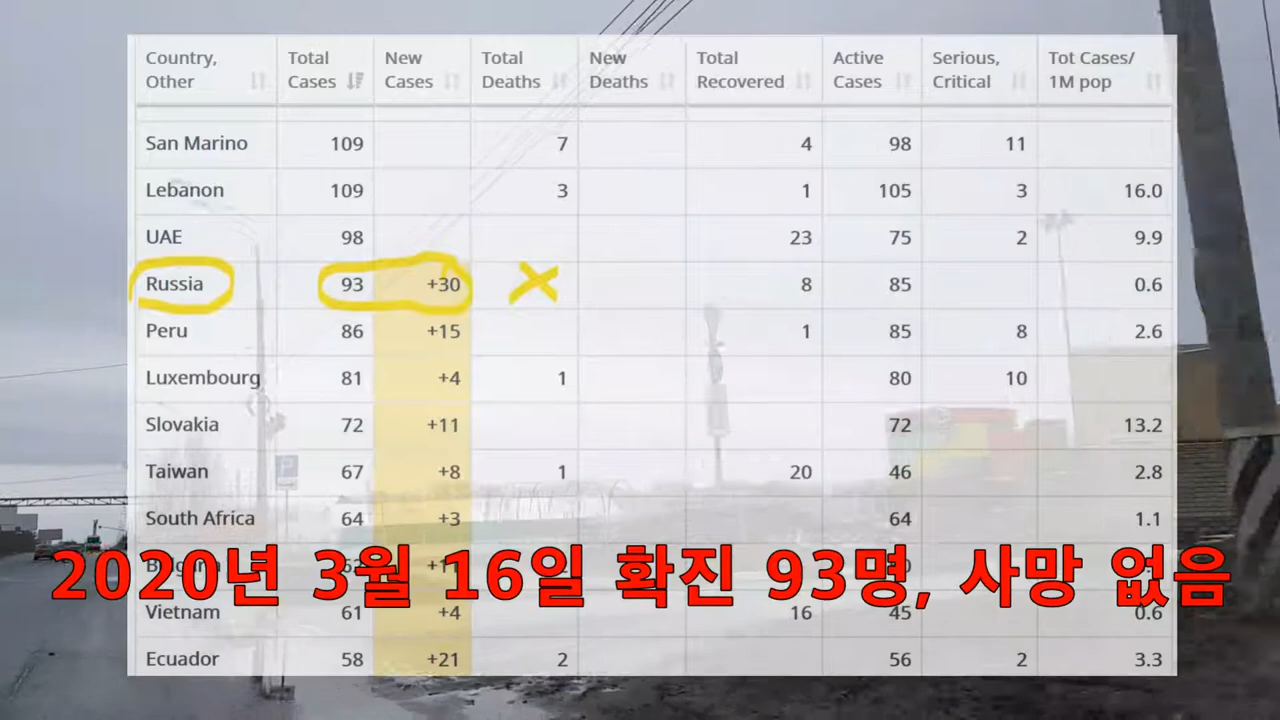 Country, Other Total Cases New Cases Total Deaths New Deaths Total Recovered Active Cases Serious, Critical Tot Cases/ 1M pop
San Marino 109 7 4 98 11
Lebanon 109 3 1 105 3 16.0
UAE 98 23 75 2 9.9
Russia 93 +30 8 85 0.6
Peru 86 +15 1 85 8 2.6
Luxembourg 81 +4 1 80 10
Slovakia 72 +11 72 13.2
Taiwan 67 +8 1 20 46 2.8
South Africa 64 +3 64 1.1
2020년 3월 16일 확진 93명, 사망 없음
Vietnam 61 +4 16 45 0.6
Ecuador 58 +21 2 56 2 3.3
P